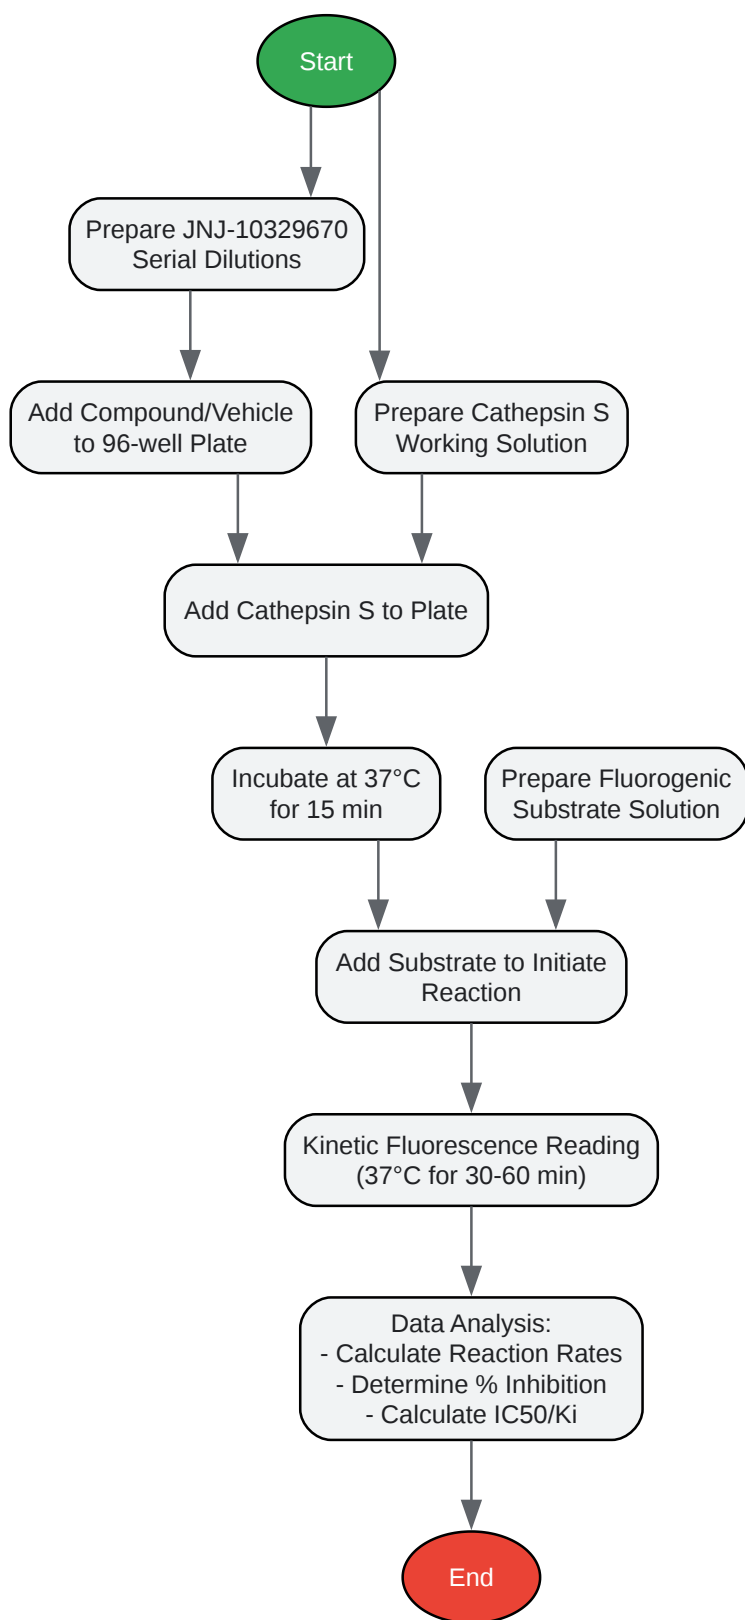 Start
Prepare JNJ-10329670
Serial Dilutions
Add Compound/Vehicle
to 96-well Plate
Prepare Cathepsin S
Working Solution
Add Cathepsin S to Plate
Incubate at 37°C
for 15 min
Prepare Fluorogenic
Substrate Solution
Add Substrate to Initiate
Reaction
Kinetic Fluorescence Reading
(37°C for 30-60 min)
Data Analysis:
- Calculate Reaction Rates
- Determine % Inhibition
- Calculate IC50/Ki
End